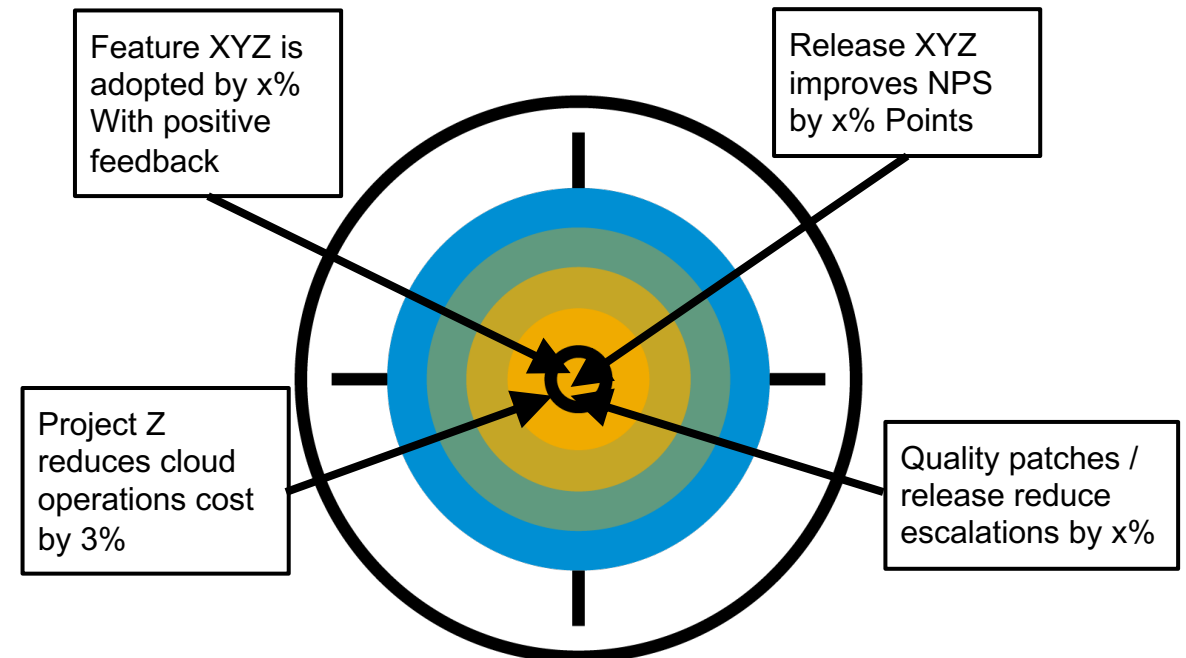 Feature XYZ is
adopted by x%
With positive
feedback
Release XYZ
improves NPS
by x% Points
Project Z
reduces cloud
operations cost
by 3%
Quality patches /
release reduce
escalations by x%